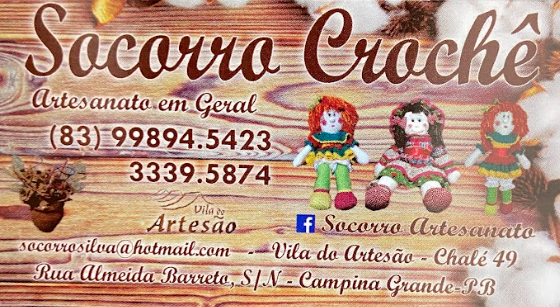 Socorro Crochê
Artesanato em Geral
(83) 99894.5423
3339.5874
Vila do
Artesão
Socorro Artesanato
socorrosilva@hotmail.com - Vila do Artesão - Chalé 49
Rua Almeida Barreto, S/N - Campina Grande-PB